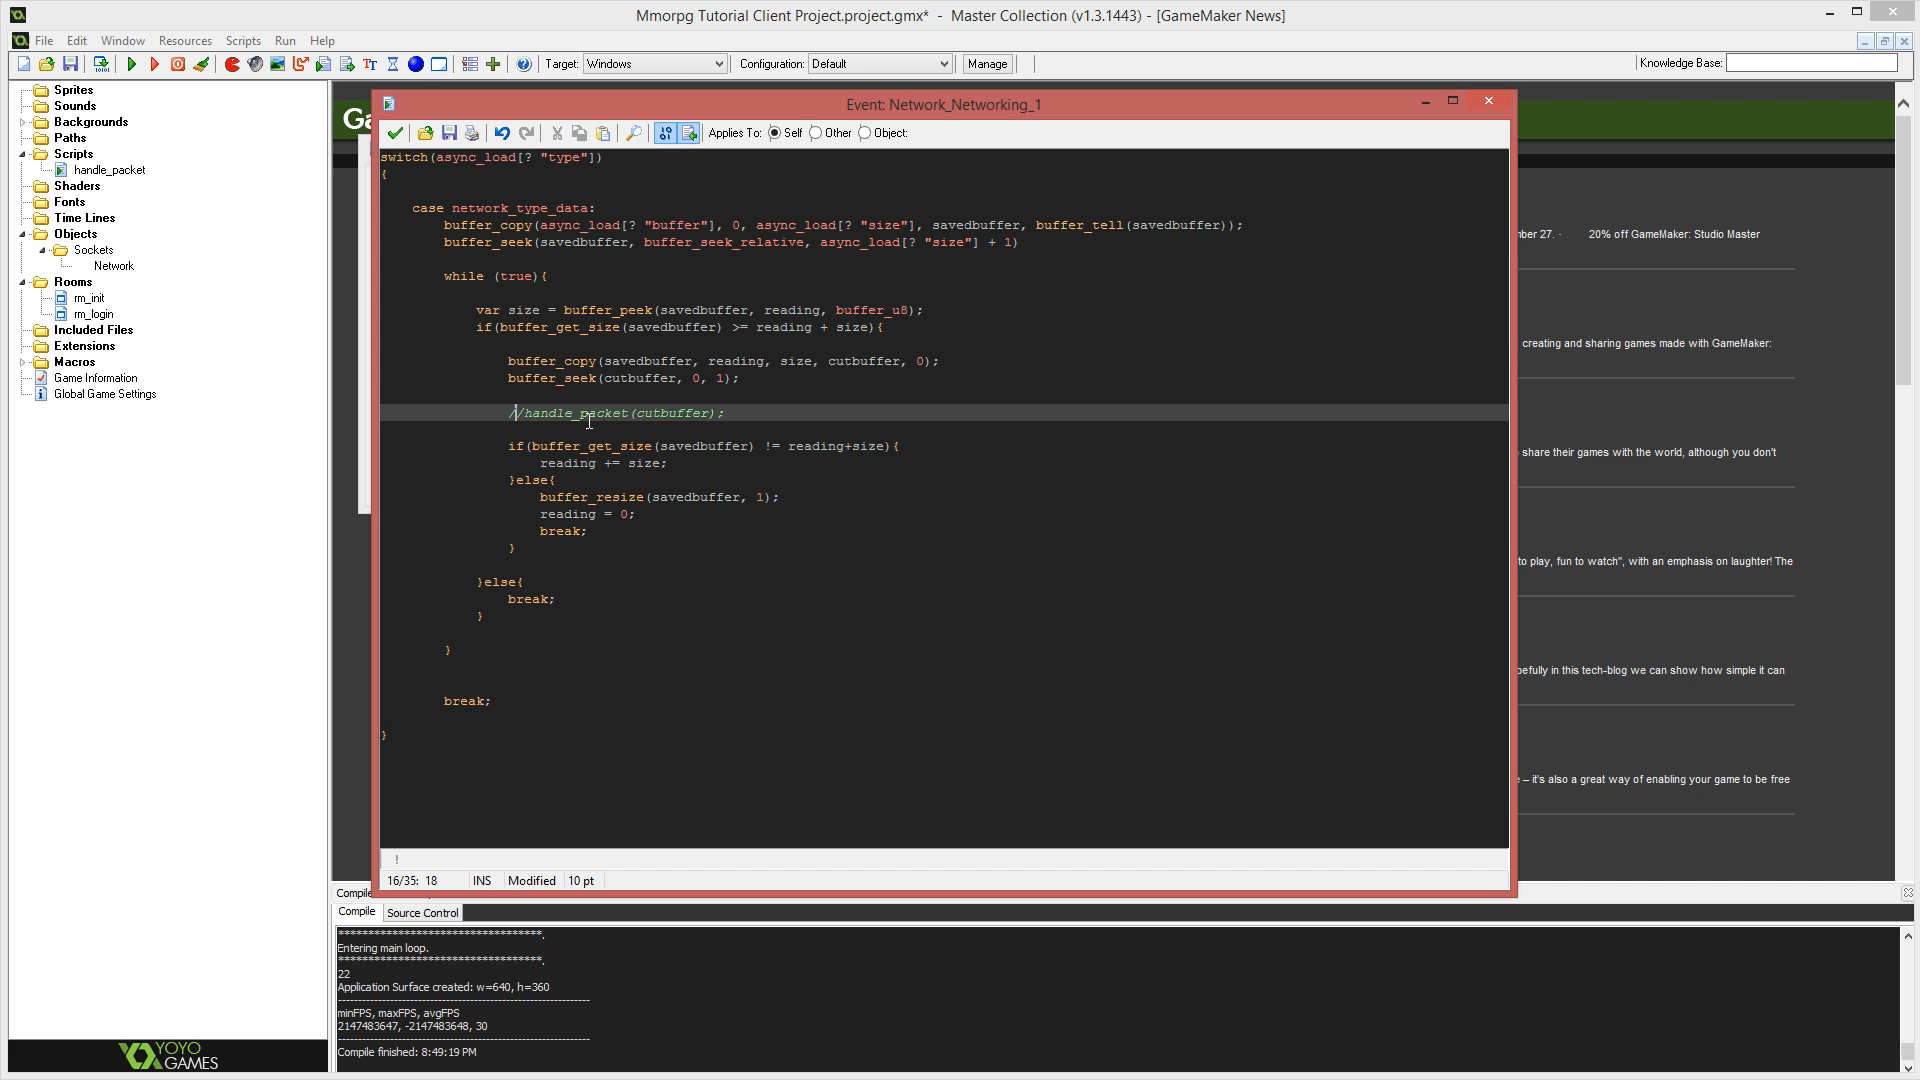 Mmorpg Tutorial Client Project.project.gmx* - Master Collection (v1.3.1443) - [GameMaker News]
File Edit Window Resources Scripts Run Help
Target: Windows Configuration: Default Manage Knowledge Base:
Sprites
Sounds
Backgrounds
Paths
Scripts
handle_packet
Shaders
Fonts
Time Lines
Objects
Sockets
Network
Rooms
rm_init
rm_login
Included Files
Extensions
Macros
Game Information
Global Game Settings
YOYO
GAMES
Event: Network_Networking_1
Applies To: Self Other Object:
switch(async_load[? "type"])
{
case network_type_data:
buffer_copy(async_load[? "buffer"], 0, async_load[? "size"], savedbuffer, buffer_tell(savedbuffer));
buffer_seek(savedbuffer, buffer_seek_relative, async_load[? "size"] + 1)
while (true){
var size = buffer_peek(savedbuffer, reading, buffer_u8);
if(buffer_get_size(savedbuffer) >= reading + size){
buffer_copy(savedbuffer, reading, size, cutbuffer, 0);
buffer_seek(cutbuffer, 0, 1);
//handle_packet(cutbuffer);
if(buffer_get_size(savedbuffer) != reading+size){
reading += size;
}else{
buffer_resize(savedbuffer, 1);
reading = 0;
break;
}
}else{
break;
}
}
break;
}
!
16/35: 18 INS Modified 10 pt
20% off GameMaker: Studio Master
creating and sharing games made with GameMaker:
share their games with the world, although you don't
to play, fun to watch", with an emphasis on laughter! The
in this tech-blog we can show how simple it can
– it's also a great way of enabling your game to be free
Compile
Compile Source Control
**********************************.
Entering main loop.
**********************************.
22
Application Surface created: w=640, h=360
---------------------------------------------------------------
minFPS, maxFPS, avgFPS
2147483647, -2147483648, 30
---------------------------------------------------------------
Compile finished: 8:49:19 PM